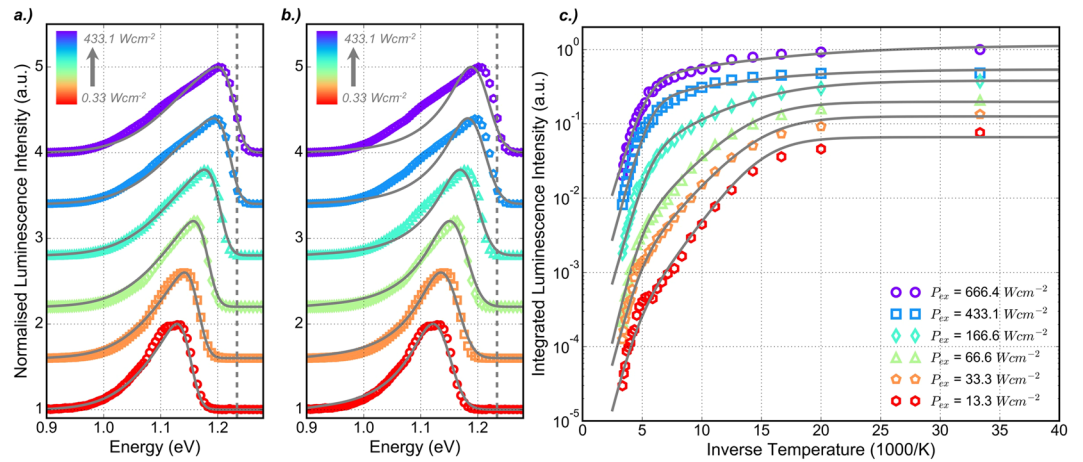 a.)
433.1 Wcm-2
0.33 Wcm-2
Normalised Luminescence Intensity (a.u.)
5
4
3
2
1
0.9
1.0
1.1
1.2
Energy (eV)
b.)
433.1 Wcm-2
0.33 Wcm-2
5
4
3
2
1
0.9
1.0
1.1
1.2
Energy (eV)
c.)
Integrated Luminescence Intensity (a.u.)
10^0
10^-1
10^-2
10^-3
10^-4
10^-5
0
5
10
15
20
25
30
35
40
Inverse Temperature (1000/K)
P_ex = 666.4 Wcm^-2
P_ex = 433.1 Wcm^-2
P_ex = 166.6 Wcm^-2
P_ex = 66.6 Wcm^-2
P_ex = 33.3 Wcm^-2
P_ex = 13.3 Wcm^-2